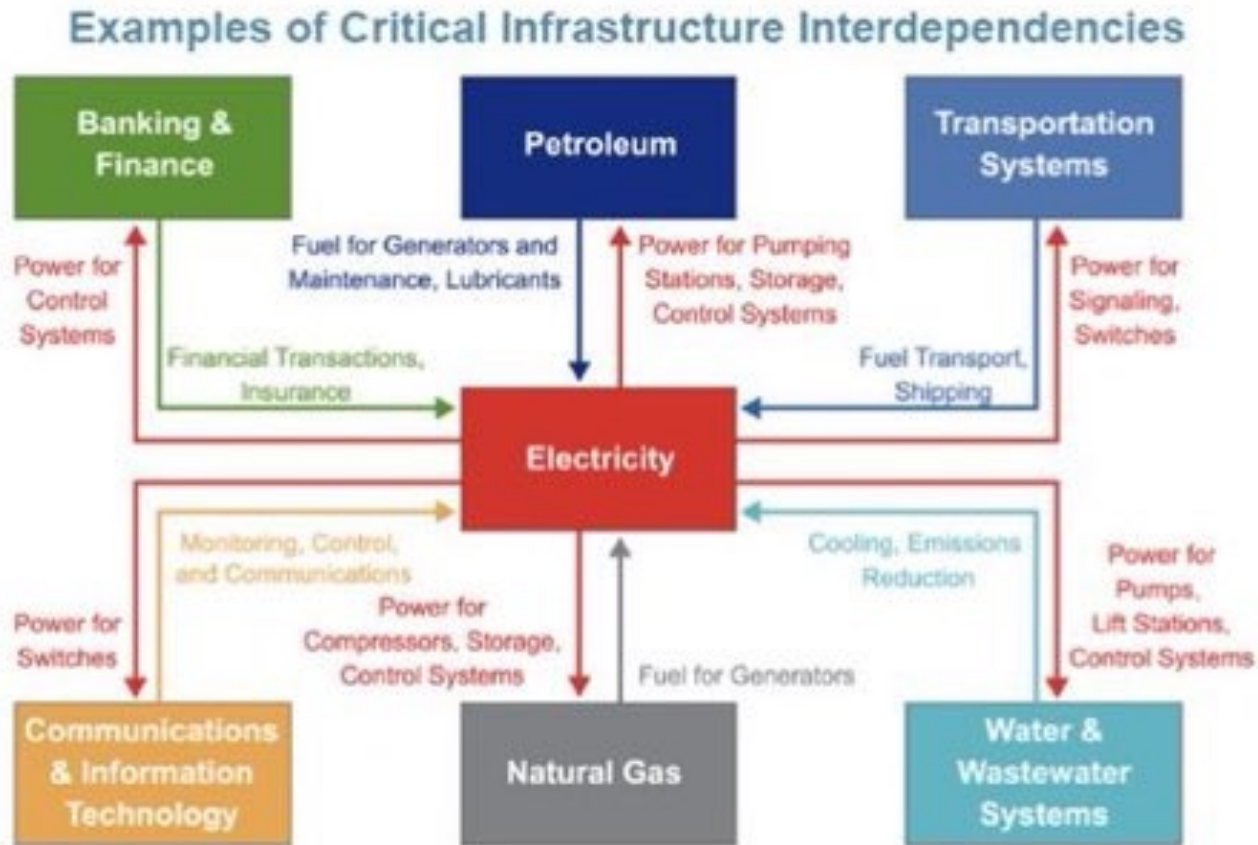 Examples of Critical Infrastructure Interdependencies
Banking &
Finance
Petroleum
Transportation
Systems
Power for
Control
Systems
Fuel for Generators and
Maintenance, Lubricants
Power for Pumping
Stations, Storage,
Control Systems
Power for
Signaling,
Switches
Financial Transactions,
Insurance
Fuel Transport,
Shipping
Electricity
Monitoring, Control,
and Communications
Cooling, Emissions
Reduction
Power for
Switches
Power for
Compressors, Storage,
Control Systems
Fuel for Generators
Power for
Pumps,
Lift Stations,
Control Systems
Communications
& Information
Technology
Natural Gas
Water &
Wastewater
Systems